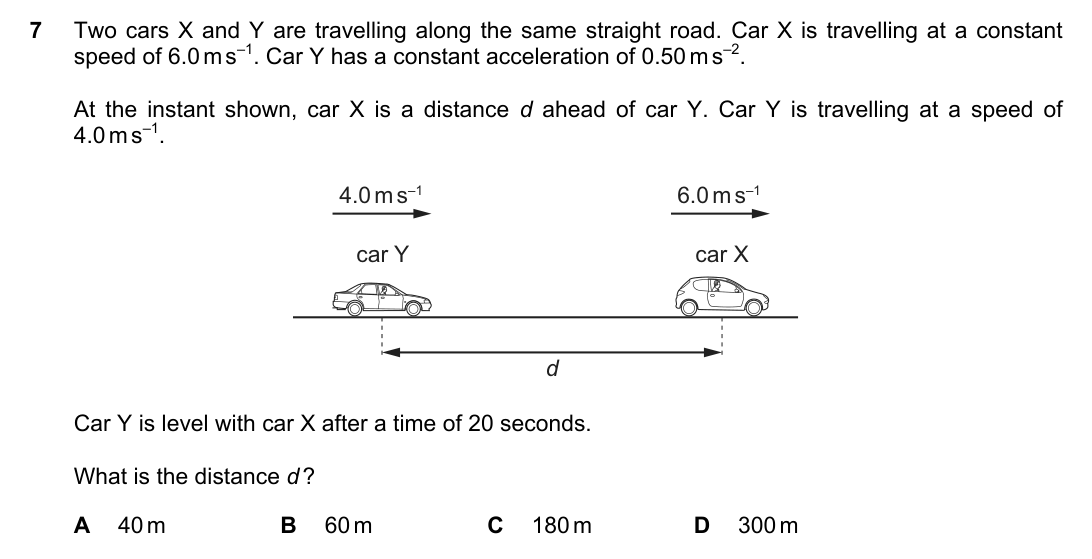 7 Two cars X and Y are travelling along the same straight road. Car X is travelling at a constant
speed of 6.0 m s⁻¹. Car Y has a constant acceleration of 0.50 m s⁻².
At the instant shown, car X is a distance d ahead of car Y. Car Y is travelling at a speed of
4.0 m s⁻¹.
4.0 m s⁻¹ 6.0 m s⁻¹
car Y car X
d
Car Y is level with car X after a time of 20 seconds.
What is the distance d?
A 40 m B 60 m C 180 m D 300 m